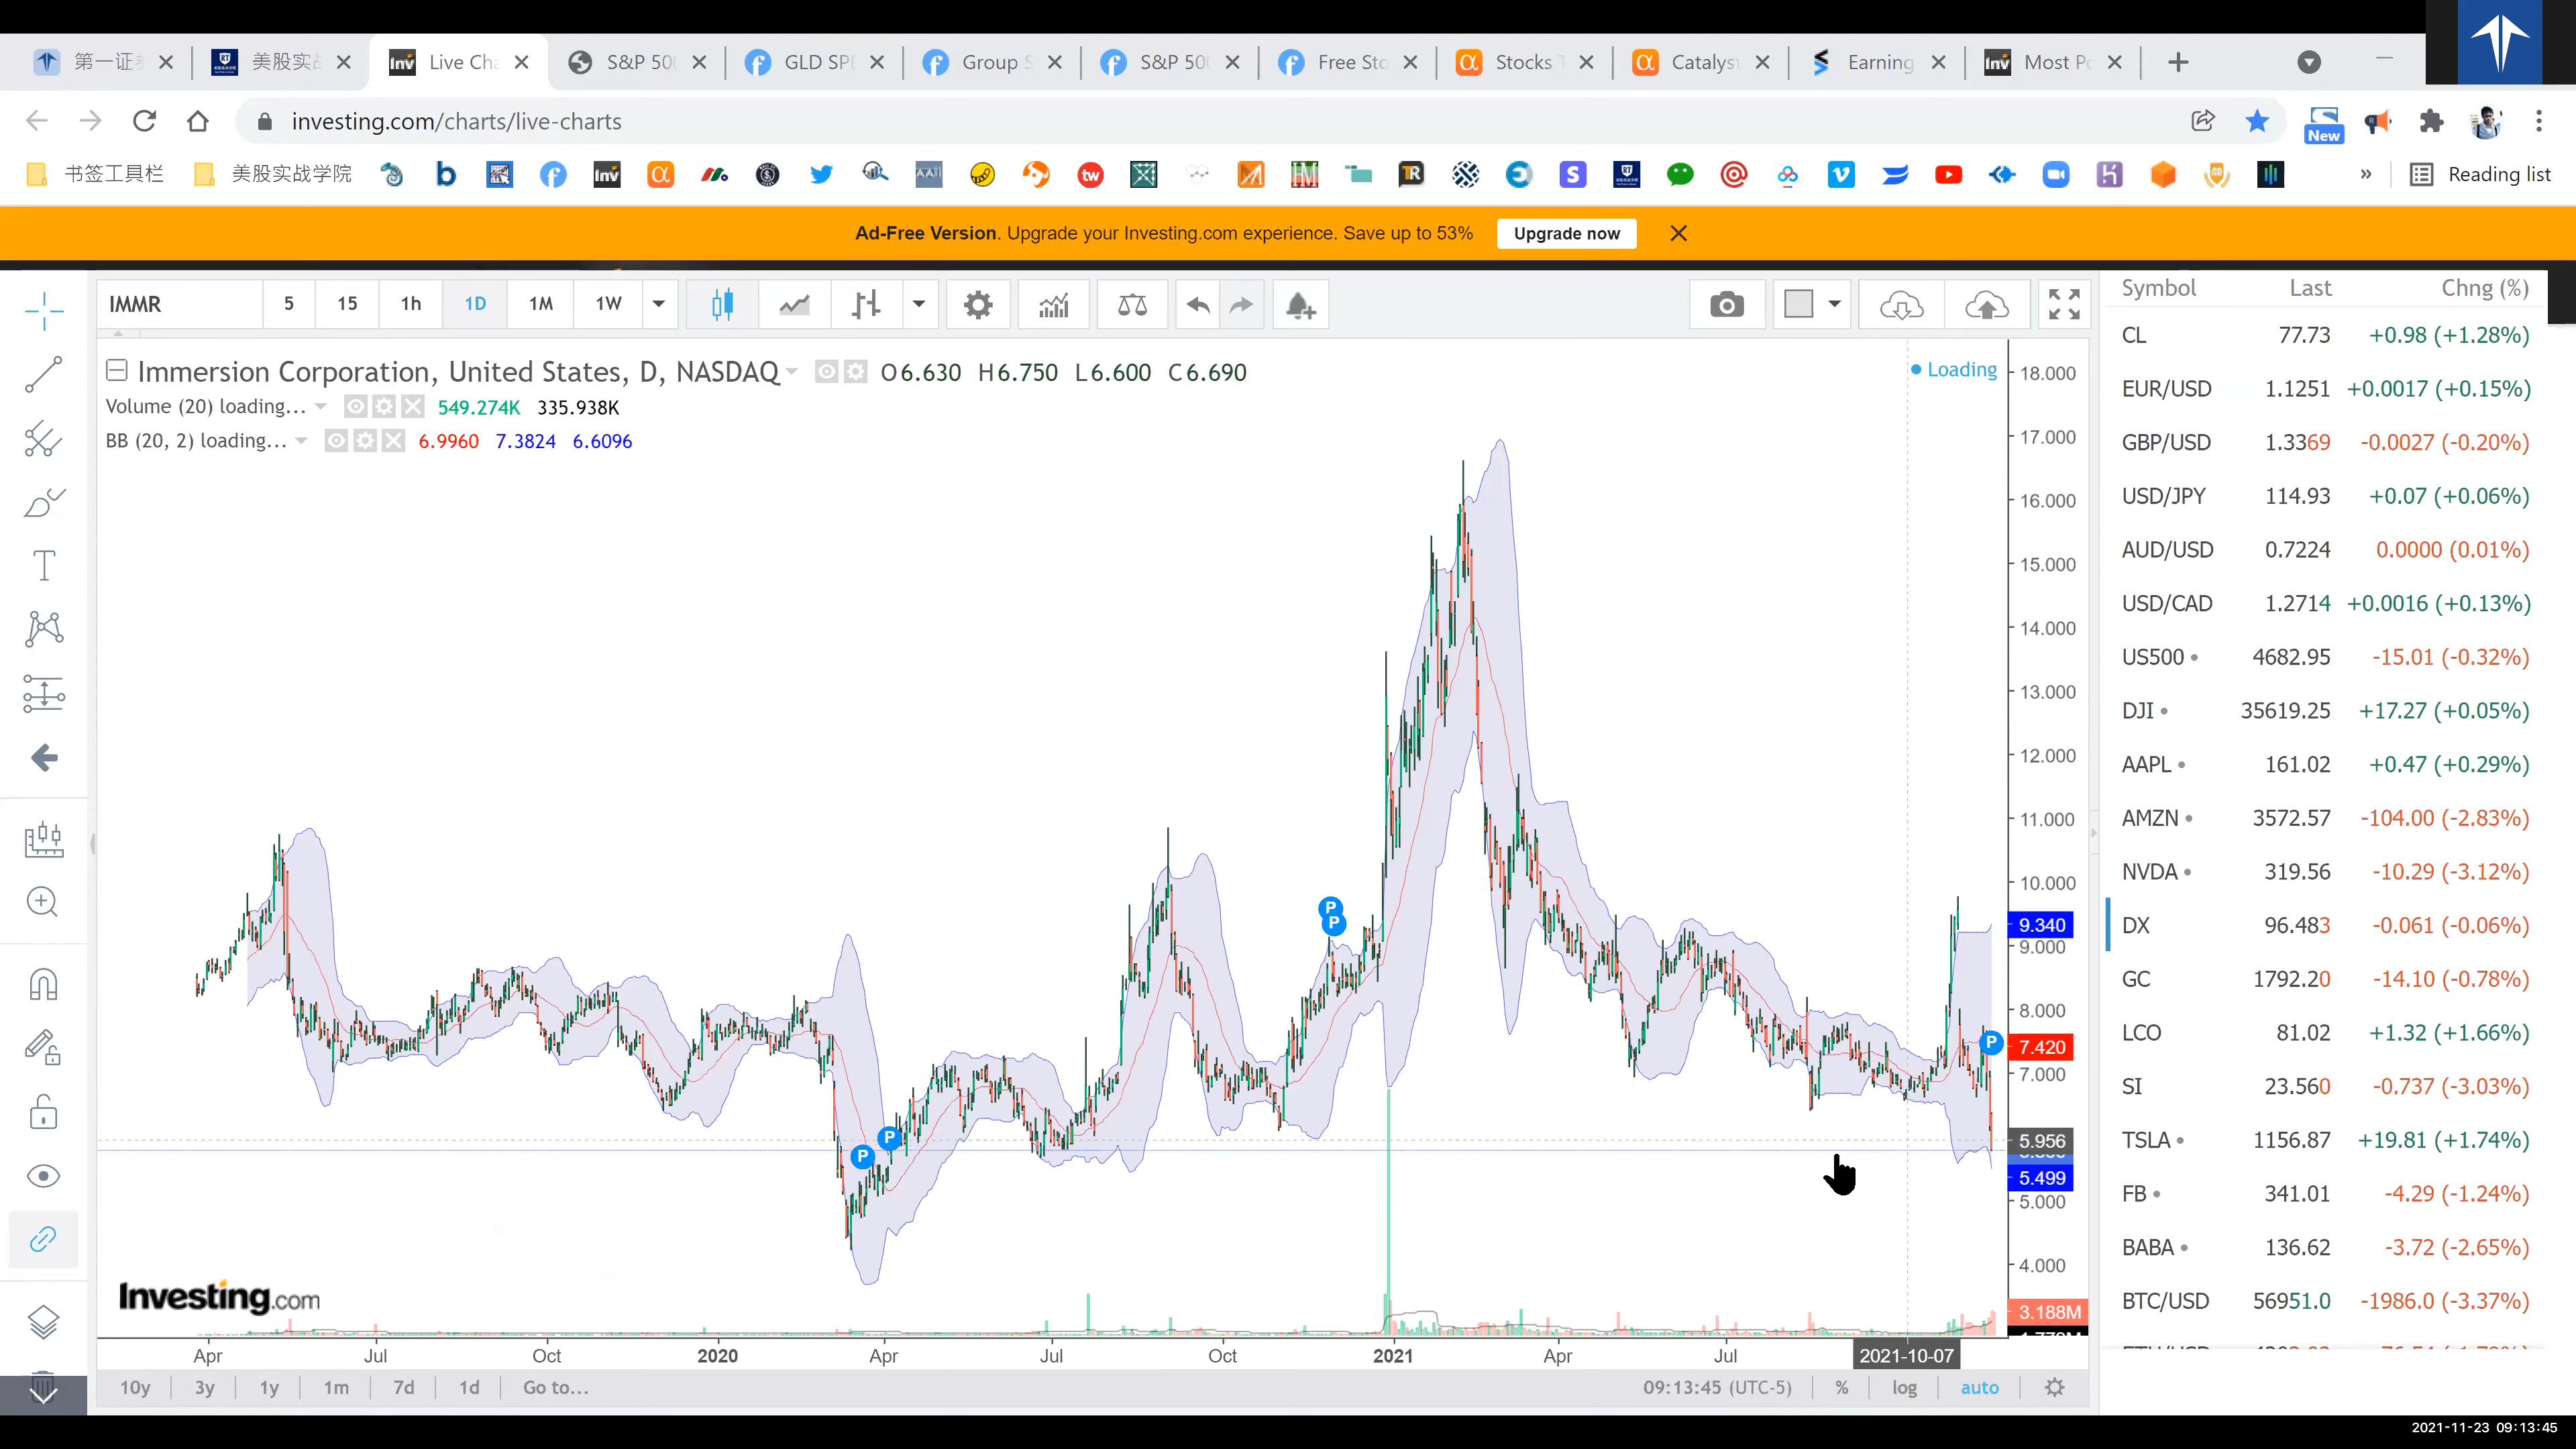 第一证
美股实战
Live Cha
S&P 500
GLD SP
Group S
S&P 500
Free Sto
Stocks T
Catalyst
Earning
Most Po
investing.com/charts/live-charts
New
书签工具栏
美股实战学院
Reading list
Ad-Free Version. Upgrade your Investing.com experience. Save up to 53%
Upgrade now
IMMR 5 15 1h 1D 1M 1W
Immersion Corporation, United States, D, NASDAQ O6.630 H6.750 L6.600 C6.690
Loading
Volume (20) loading... 549.274K 335.938K
BB (20, 2) loading... 6.9960 7.3824 6.6096
18.000
17.000
16.000
15.000
14.000
13.000
12.000
11.000
10.000
9.340
9.000
8.000
7.420
7.000
5.956
5.499
5.000
4.000
3.188M
P
P
P
P
P
Investing.com
Apr Jul Oct 2020 Apr Jul Oct 2021 Apr Jul 2021-10-07
10y 3y 1y 1m 7d 1d Go to... 09:13:45 (UTC-5) % log auto
Symbol Last Chng (%)
CL 77.73 +0.98 (+1.28%)
EUR/USD 1.1251 +0.0017 (+0.15%)
GBP/USD 1.3369 -0.0027 (-0.20%)
USD/JPY 114.93 +0.07 (+0.06%)
AUD/USD 0.7224 0.0000 (0.01%)
USD/CAD 1.2714 +0.0016 (+0.13%)
US500 4682.95 -15.01 (-0.32%)
DJI 35619.25 +17.27 (+0.05%)
AAPL 161.02 +0.47 (+0.29%)
AMZN 3572.57 -104.00 (-2.83%)
NVDA 319.56 -10.29 (-3.12%)
DX 96.483 -0.061 (-0.06%)
GC 1792.20 -14.10 (-0.78%)
LCO 81.02 +1.32 (+1.66%)
SI 23.560 -0.737 (-3.03%)
TSLA 1156.87 +19.81 (+1.74%)
FB 341.01 -4.29 (-1.24%)
BABA 136.62 -3.72 (-2.65%)
BTC/USD 56951.0 -1986.0 (-3.37%)
2021-11-23 09:13:45